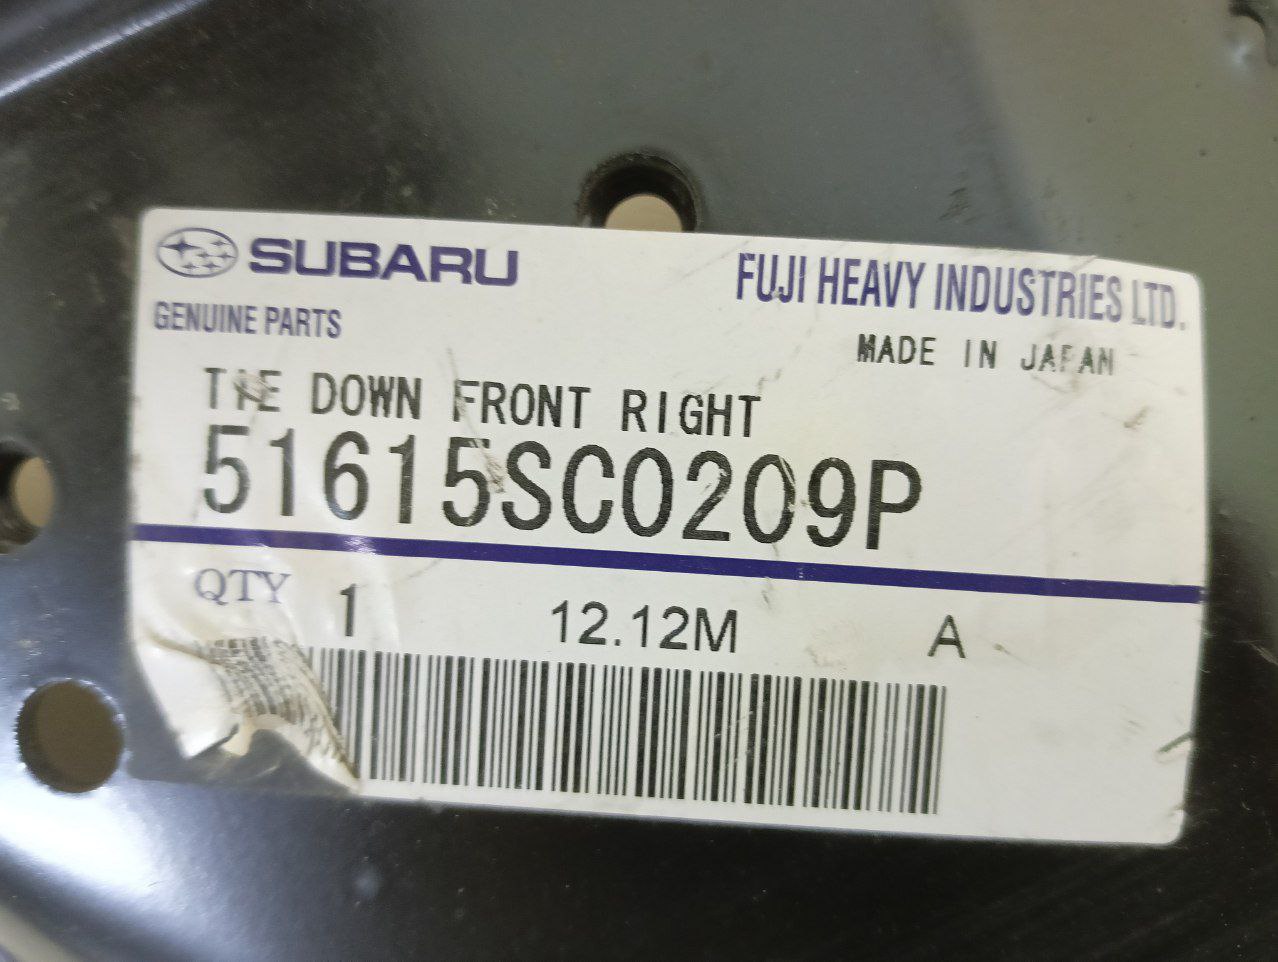 SUBARU
FUJI HEAVY INDUSTRIES LTD.
GENUINE PARTS
MADE IN JAPAN
TIE DOWN FRONT RIGHT
51615SC0209P
QTY 1 12.12M A